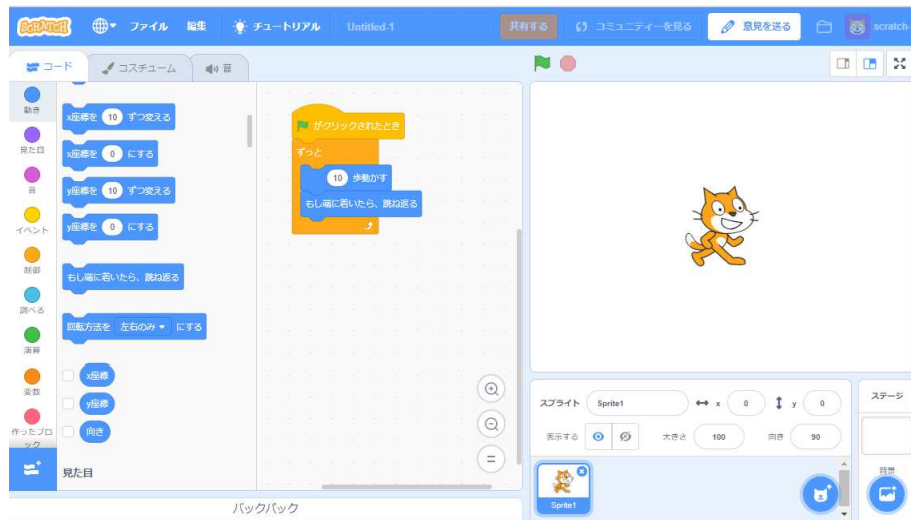 SCRATCH ファイル 編集 チュートリアル Untitled-1 共有する コミュニティーを見る 意見を送る scratch-
コード コスチューム 音
動き
見た目
音
イベント
制御
調べる
演算
変数
作ったブロ
ック
x座標を 10 ずつ変える
x座標を 0 にする
y座標を 10 ずつ変える
y座標を 0 にする
もし端に着いたら、跳ね返る
回転方法を 左右のみ にする
x座標
y座標
向き
見た目
がクリックされたとき
ずっと
10 歩動かす
もし端に着いたら、跳ね返る
バックパック
スプライト Sprite1 x 0 y 0
表示する 大きさ 100 向き 90
Sprite1
ステージ
背景